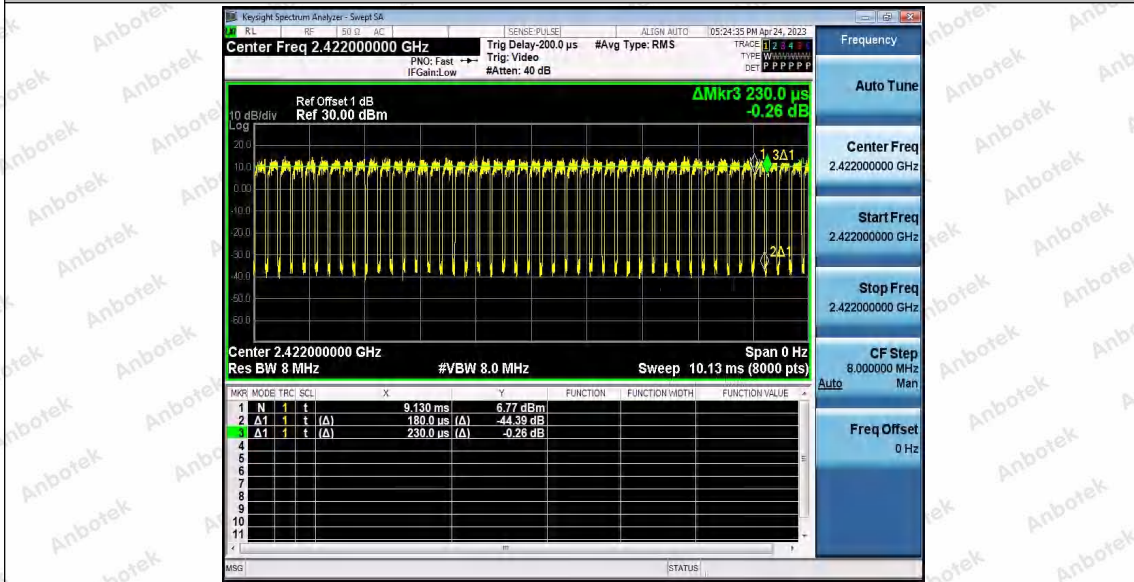 Keysight Spectrum Analyzer - Swept SA
RL RF 50 Ω AC SENSE:PULSE ALIGN AUTO 05:24:35 PM Apr 24, 2023
Center Freq 2.422000000 GHz
PNO: Fast
IFGain:Low
Trig Delay-200.0 µs
Trig: Video
#Atten: 40 dB
#Avg Type: RMS
TRACE 1 2 3 4 5 6
TYPE W
DET P P P P P P
ΔMkr3 230.0 µs
-0.26 dB
Ref Offset 1 dB
10 dB/div Ref 30.00 dBm
Log
20.0
10.0
0.00
-10.0
-20.0
-30.0
-40.0
-50.0
-60.0
1 3Δ1
2Δ1
Center 2.422000000 GHz Span 0 Hz
Res BW 8 MHz #VBW 8.0 MHz Sweep 10.13 ms (8000 pts)
MKR MODE TRC SCL X Y FUNCTION FUNCTION WIDTH FUNCTION VALUE
1 N 1 t 9.130 ms 6.77 dBm
2 Δ1 1 t (Δ) 180.0 µs (Δ) -44.39 dB
3 Δ1 1 t (Δ) 230.0 µs (Δ) -0.26 dB
4
5
6
7
8
9
10
11
MSG STATUS
Frequency
Auto Tune
Center Freq
2.422000000 GHz
Start Freq
2.422000000 GHz
Stop Freq
2.422000000 GHz
CF Step
8.000000 MHz
Auto Man
Freq Offset
0 Hz
Anbotek